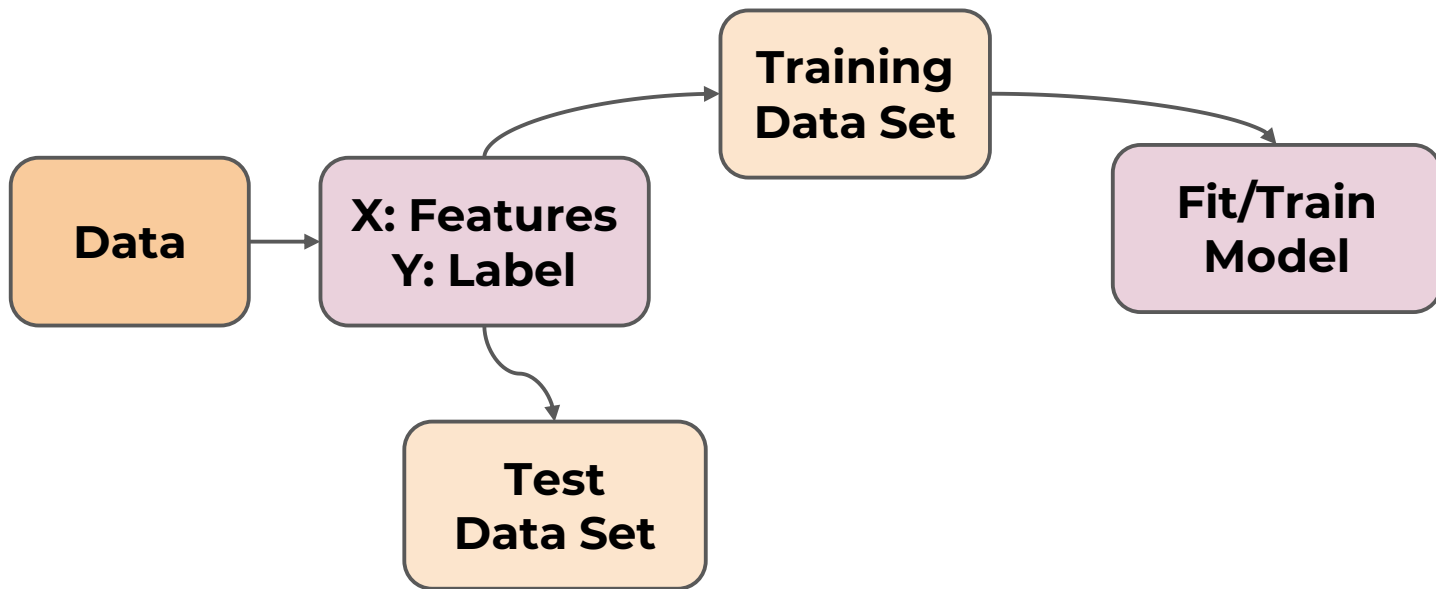 Data
X: Features
Y: Label
Training
Data Set
Fit/Train
Model
Test
Data Set